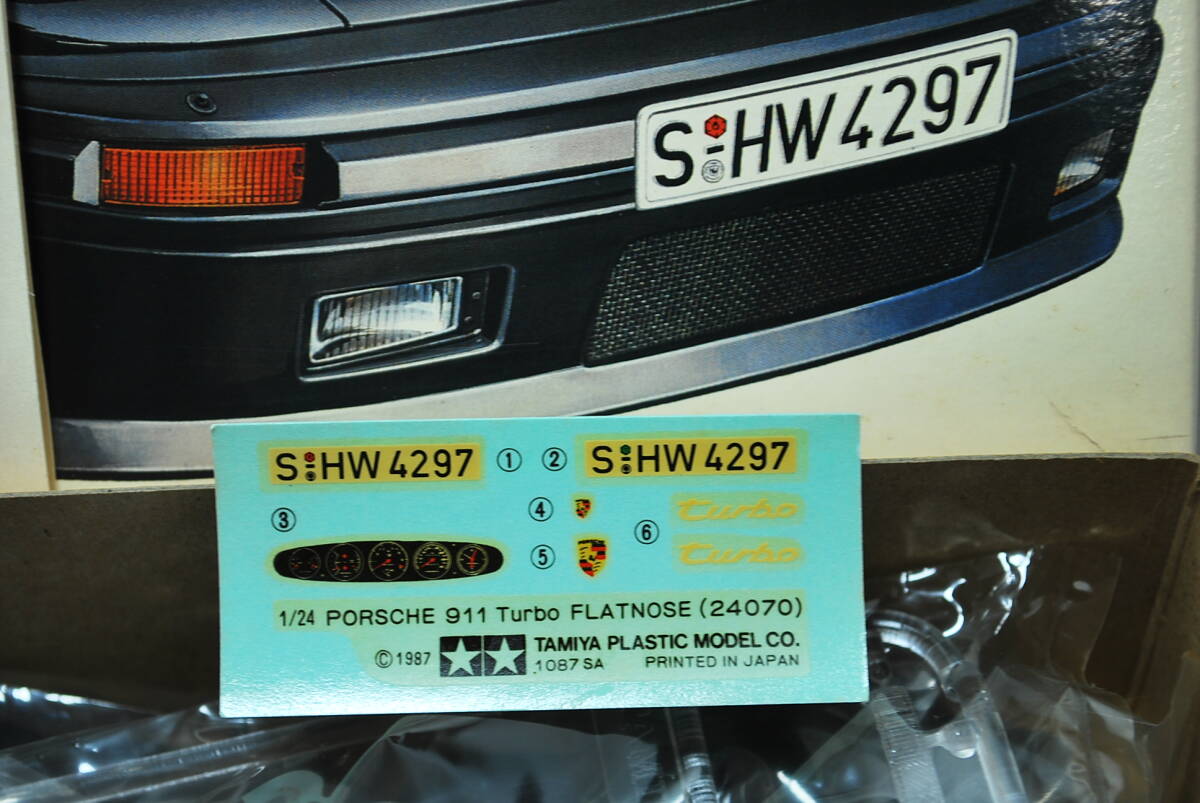 S HW 4297
S HW 4297 ① ② S HW 4297
③ ④ Turbo
⑤ ⑥ Turbo
1/24 PORSCHE 911 Turbo FLATNOSE (24070)
©1987 TAMIYA PLASTIC MODEL CO.
1087 SA PRINTED IN JAPAN